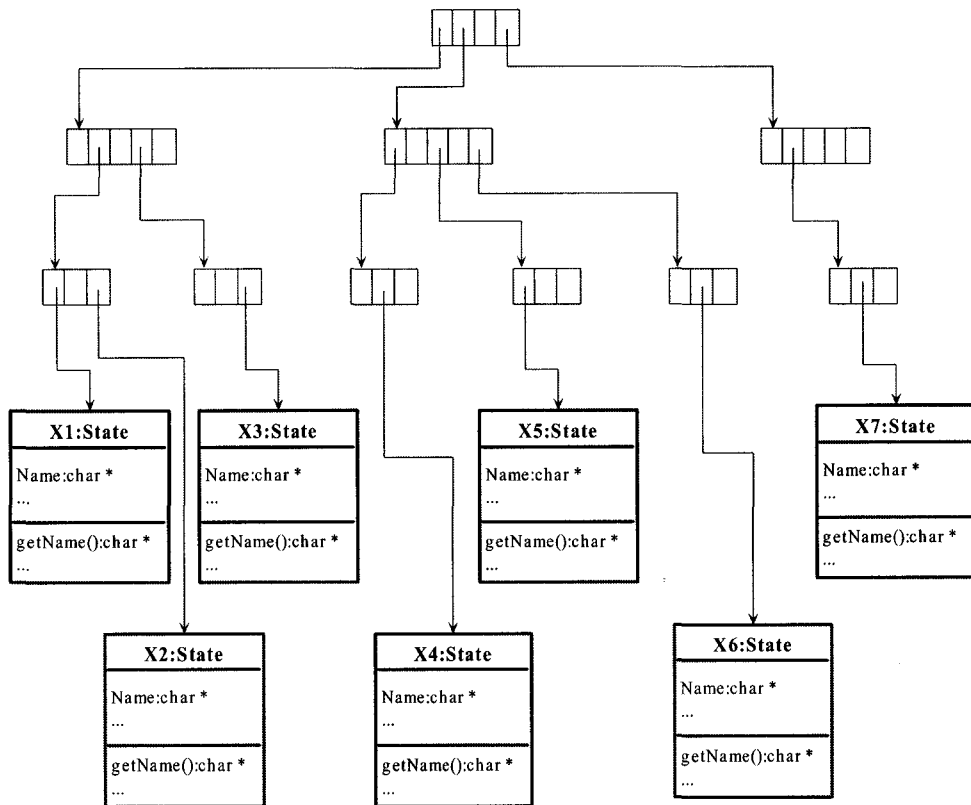 X1:State
Name:char *
...
getName():char *
...
X3:State
Name:char *
...
getName():char *
...
X5:State
Name:char *
...
getName():char *
...
X7:State
Name:char *
...
getName():char *
...
X2:State
Name:char *
...
getName():char *
...
X4:State
Name:char *
...
getName():char *
...
X6:State
Name:char *
...
getName():char *
...